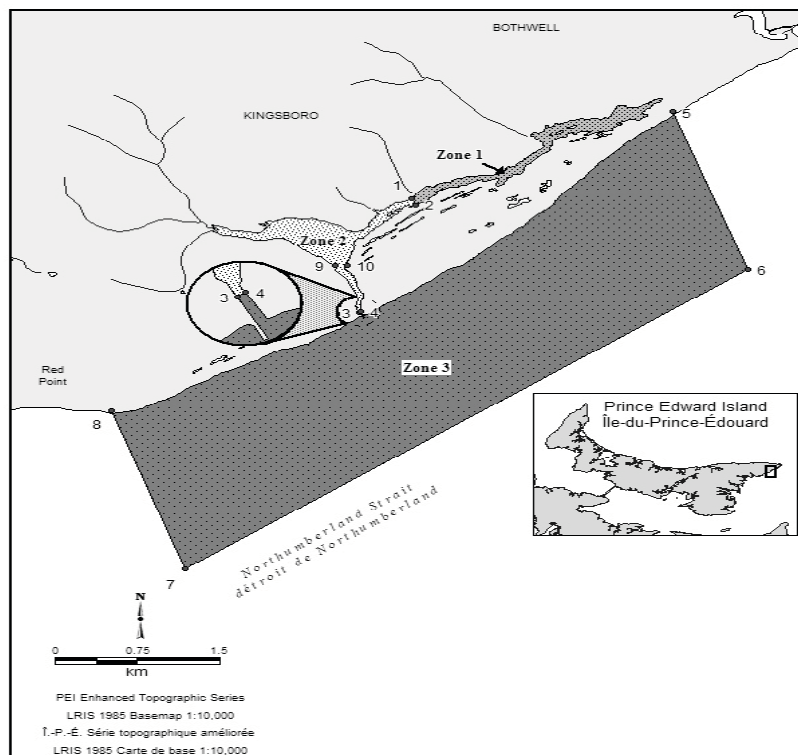 BOTHWELL
5
KINGSBORO
Zone 1
1
2
Zone 2
9
10
6
3
4
3
4
Zone 3
Red
Point
8
Prince Edward Island
Île-du-Prince-Édouard
Northumberland Strait
détroit de Northumberland
7
N
0
0.75
1.5
km
PEI Enhanced Topographic Series
LRIS 1985 Basemap 1:10,000
Î.-P.-É. Série topographique améliorée
LRIS 1985 Carte de base 1:10,000